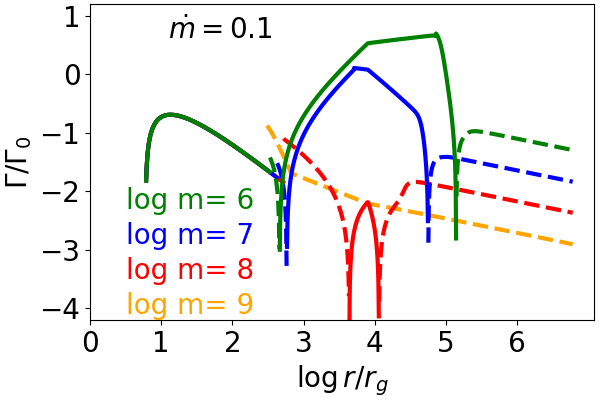 ṁ = 0.1
1
0
−1
−2
−3
−4
Γ/Γ₀
log m= 6
log m= 7
log m= 8
log m= 9
0 1 2 3 4 5 6
log r/r_g